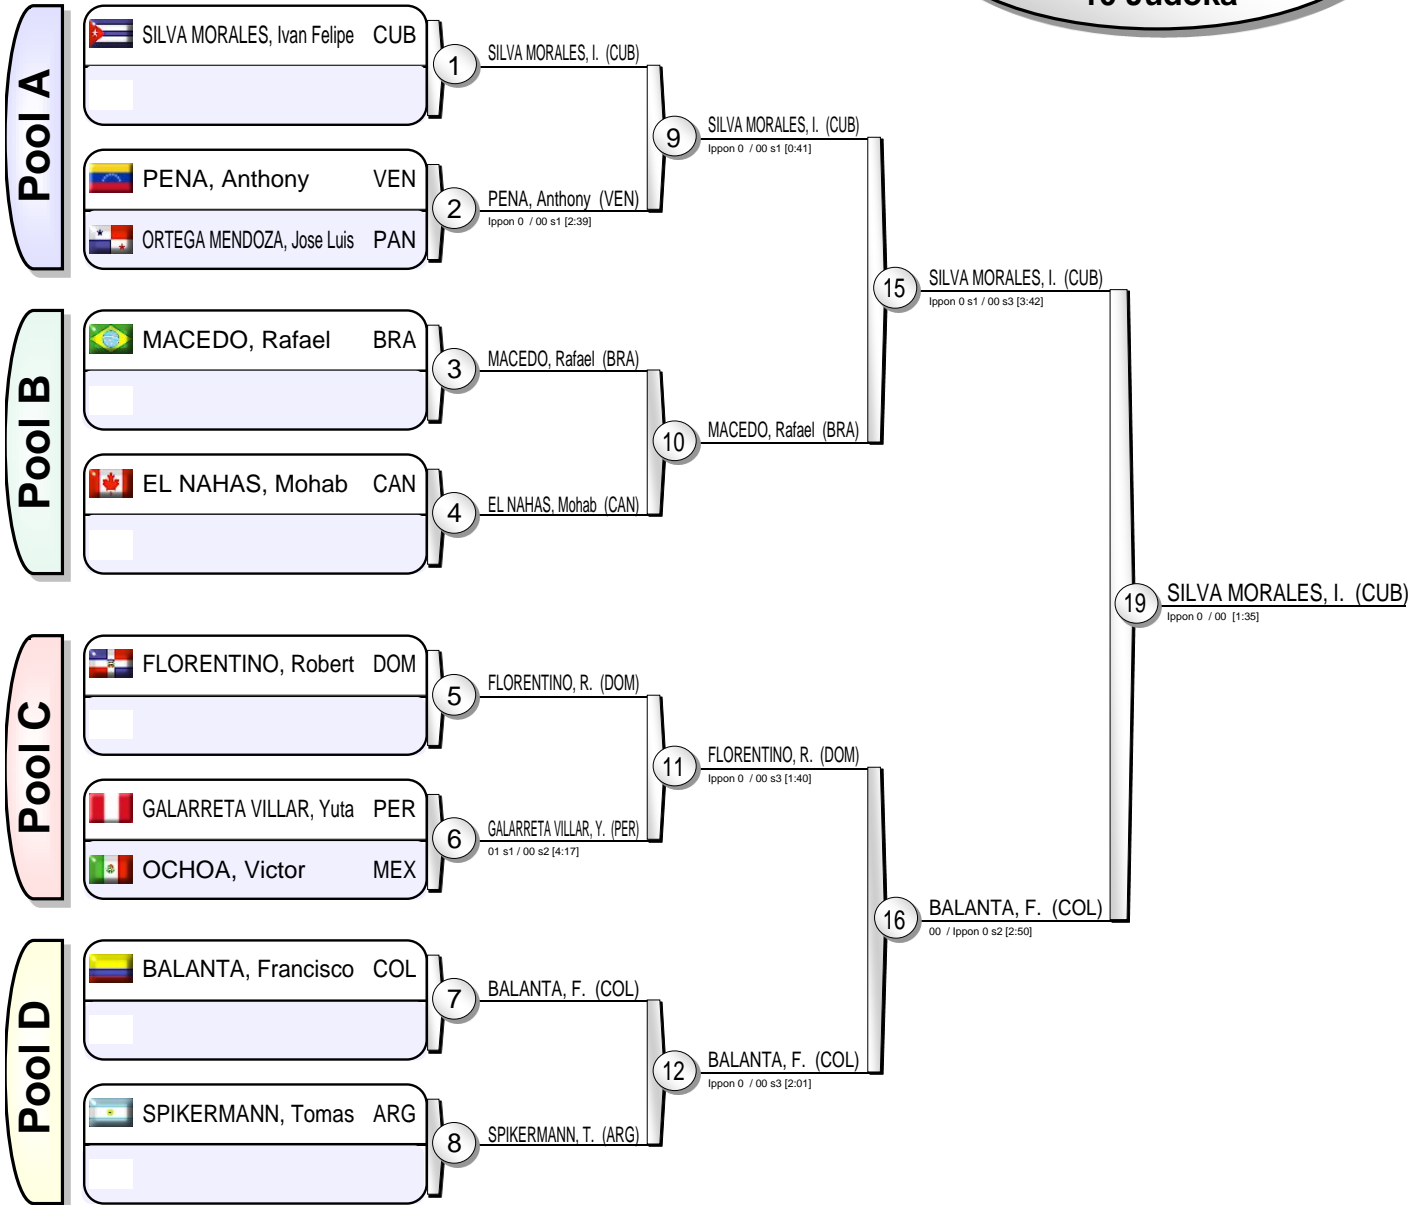 10 Judoka
Pool A
SILVA MORALES, Ivan Felipe CUB
PENA, Anthony VEN
ORTEGA MENDOZA, Jose Luis PAN
1
SILVA MORALES, I. (CUB)
2
PENA, Anthony (VEN)
Ippon 0 / 00 s1 [2:39]
9
SILVA MORALES, I. (CUB)
Ippon 0 / 00 s1 [0:41]
Pool B
MACEDO, Rafael BRA
EL NAHAS, Mohab CAN
3
MACEDO, Rafael (BRA)
4
EL NAHAS, Mohab (CAN)
10
MACEDO, Rafael (BRA)
15
SILVA MORALES, I. (CUB)
Ippon 0 s1 / 00 s3 [3:42]
Pool C
FLORENTINO, Robert DOM
GALARRETA VILLAR, Yuta PER
OCHOA, Victor MEX
5
FLORENTINO, R. (DOM)
6
GALARRETA VILLAR, Y. (PER)
01 s1 / 00 s2 [4:17]
11
FLORENTINO, R. (DOM)
Ippon 0 / 00 s3 [1:40]
Pool D
BALANTA, Francisco COL
SPIKERMANN, Tomas ARG
7
BALANTA, F. (COL)
8
SPIKERMANN, T. (ARG)
12
BALANTA, F. (COL)
Ippon 0 / 00 s3 [2:01]
16
BALANTA, F. (COL)
00 / Ippon 0 s2 [2:50]
19
SILVA MORALES, I. (CUB)
Ippon 0 / 00 [1:35]